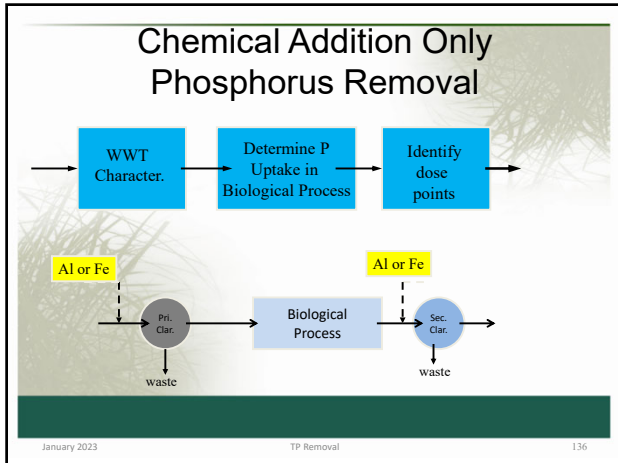 Chemical Addition Only
Phosphorus Removal
WWT
Character.
Determine P
Uptake in
Biological Process
Identify
dose
points
Al or Fe
Al or Fe
Pri.
Clar.
Biological
Process
Sec.
Clar.
waste
waste
January 2023
TP Removal
136